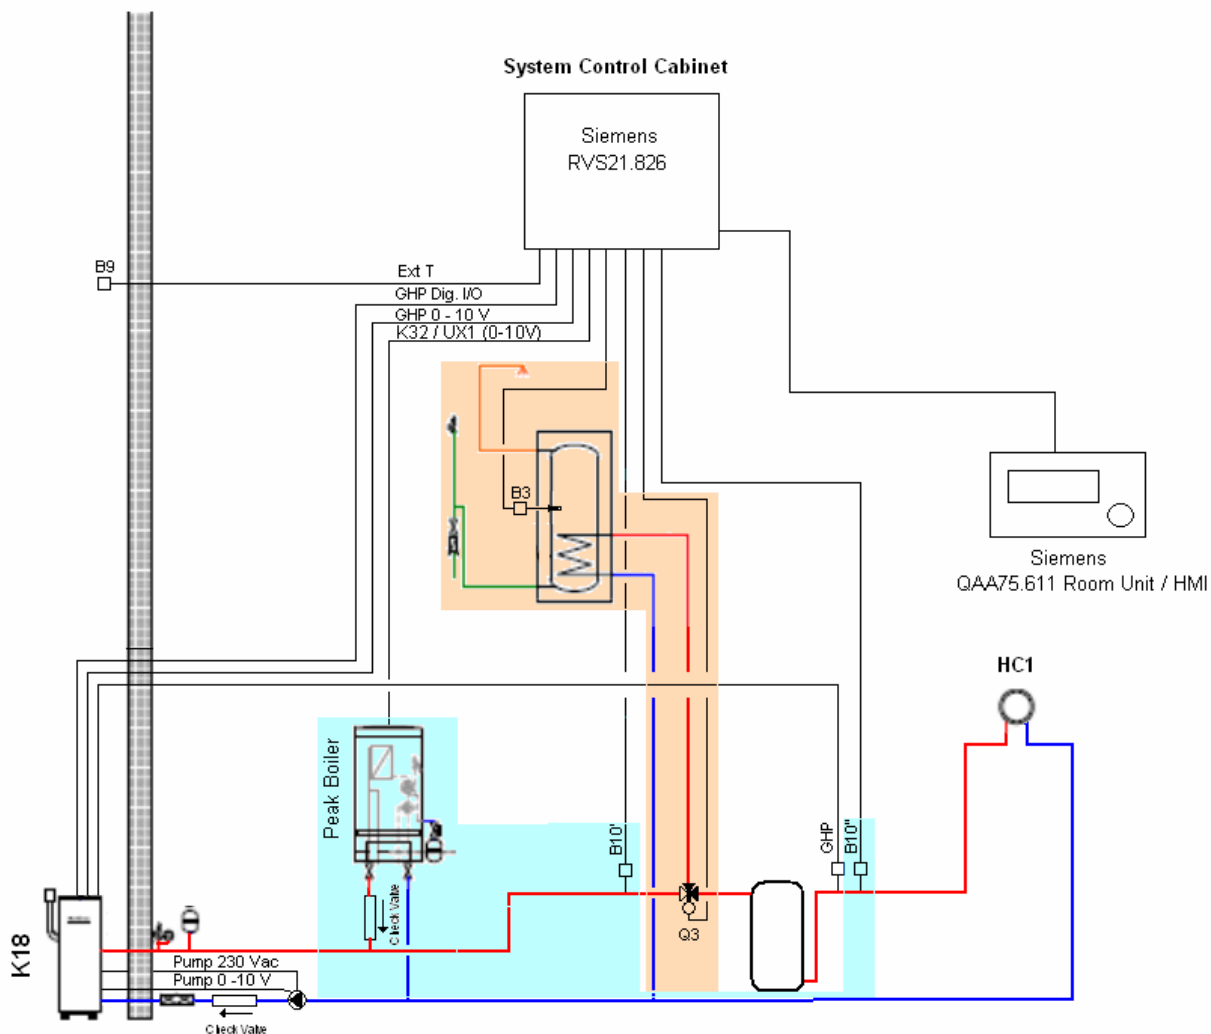 System Control Cabinet
Siemens
RVS21.826
B9
Ext T
GHP Dig. I/O
GHP 0 - 10 V
K32 / UX1 (0-10V)
B3
Siemens
QAA75.611 Room Unit / HMI
HC1
Peak Boiler
B10'
GHP
B10"
Check Valve
Q3
K18
Pump 230 Vac
Pump 0 -10 V
Check Valve